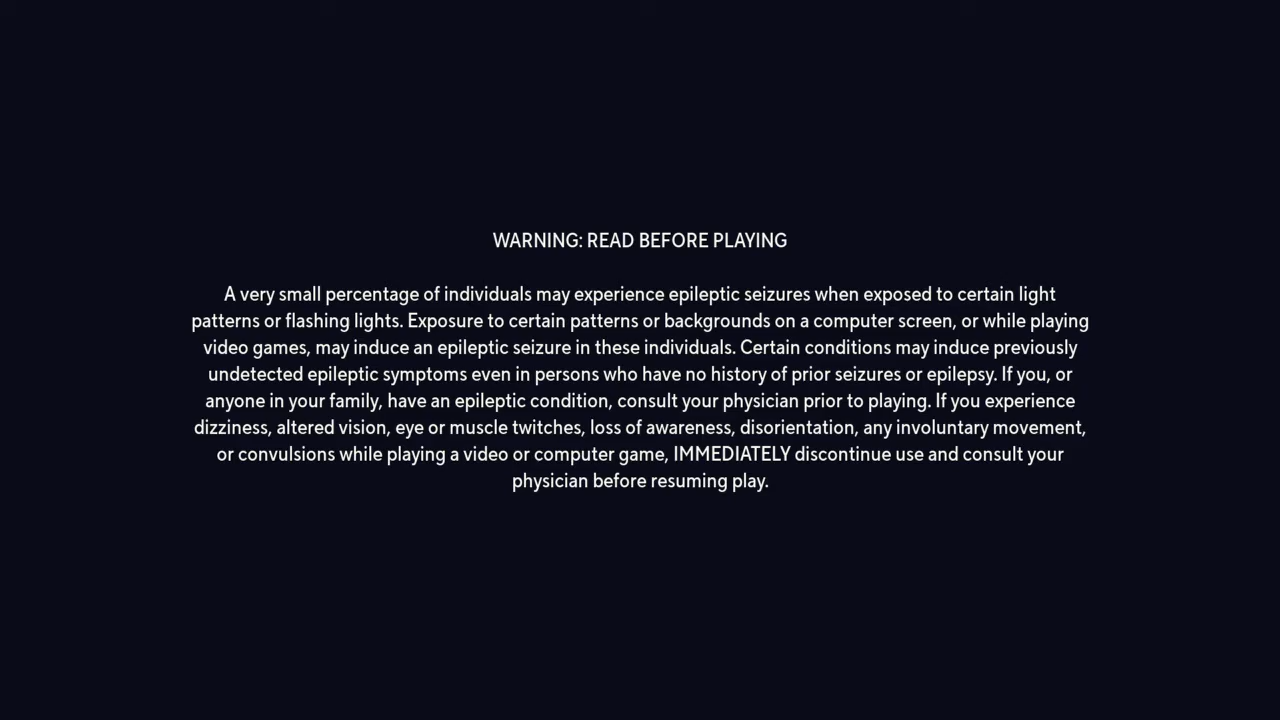 WARNING: READ BEFORE PLAYING
A very small percentage of individuals may experience epileptic seizures when exposed to certain light
patterns or flashing lights. Exposure to certain patterns or backgrounds on a computer screen, or while playing
video games, may induce an epileptic seizure in these individuals. Certain conditions may induce previously
undetected epileptic symptoms even in persons who have no history of prior seizures or epilepsy. If you, or
anyone in your family, have an epileptic condition, consult your physician prior to playing. If you experience
dizziness, altered vision, eye or muscle twitches, loss of awareness, disorientation, any involuntary movement,
or convulsions while playing a video or computer game, IMMEDIATELY discontinue use and consult your
physician before resuming play.